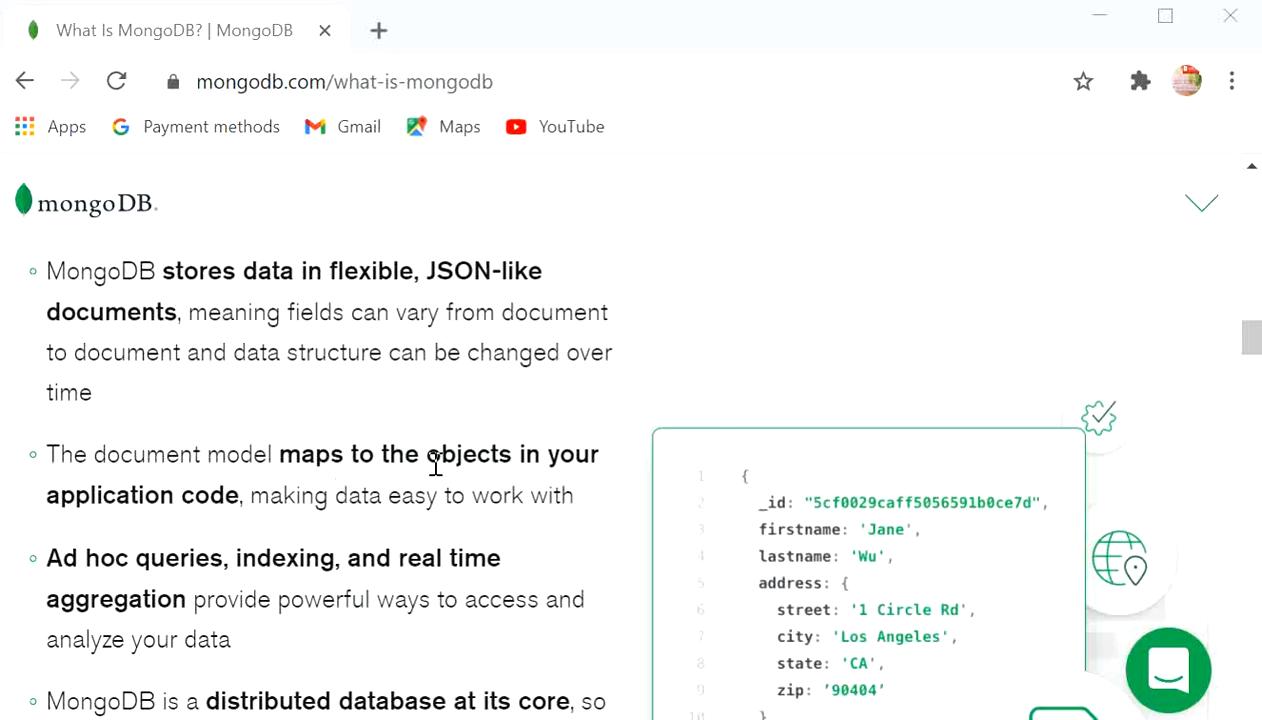 What Is MongoDB? | MongoDB
mongodb.com/what-is-mongodb
Apps
Payment methods
Gmail
Maps
YouTube
mongoDB.
MongoDB stores data in flexible, JSON-like
documents, meaning fields can vary from document
to document and data structure can be changed over
time
The document model maps to the objects in your
application code, making data easy to work with
Ad hoc queries, indexing, and real time
aggregation provide powerful ways to access and
analyze your data
MongoDB is a distributed database at its core, so
1 {
2 _id: "5cf0029caff5056591b0ce7d",
3 firstname: 'Jane',
4 lastname: 'Wu',
5 address: {
6 street: '1 Circle Rd',
7 city: 'Los Angeles',
8 state: 'CA',
9 zip: '90404'
10 }